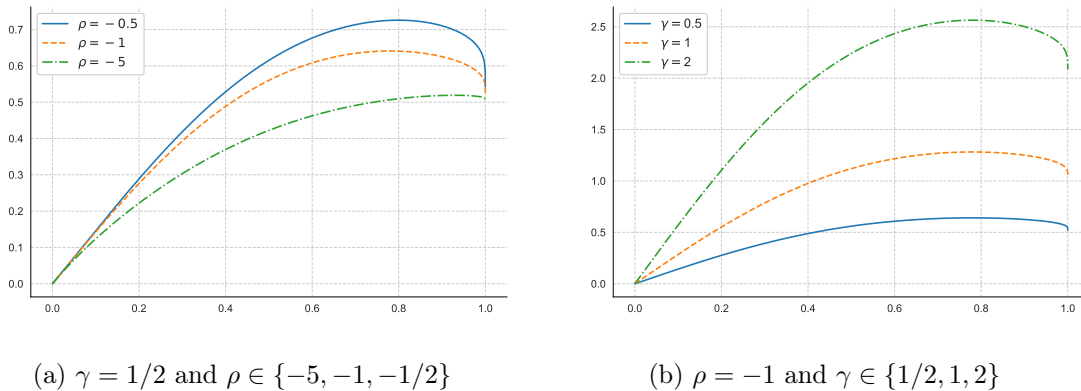 ρ = − 0.5
ρ = − 1
ρ = − 5
0.7
0.6
0.5
0.4
0.3
0.2
0.1
0.0
0.0 0.2 0.4 0.6 0.8 1.0
(a) γ = 1/2 and ρ ∈ {−5, −1, −1/2}
γ = 0.5
γ = 1
γ = 2
2.5
2.0
1.5
1.0
0.5
0.0
0.0 0.2 0.4 0.6 0.8 1.0
(b) ρ = −1 and γ ∈ {1/2, 1, 2}